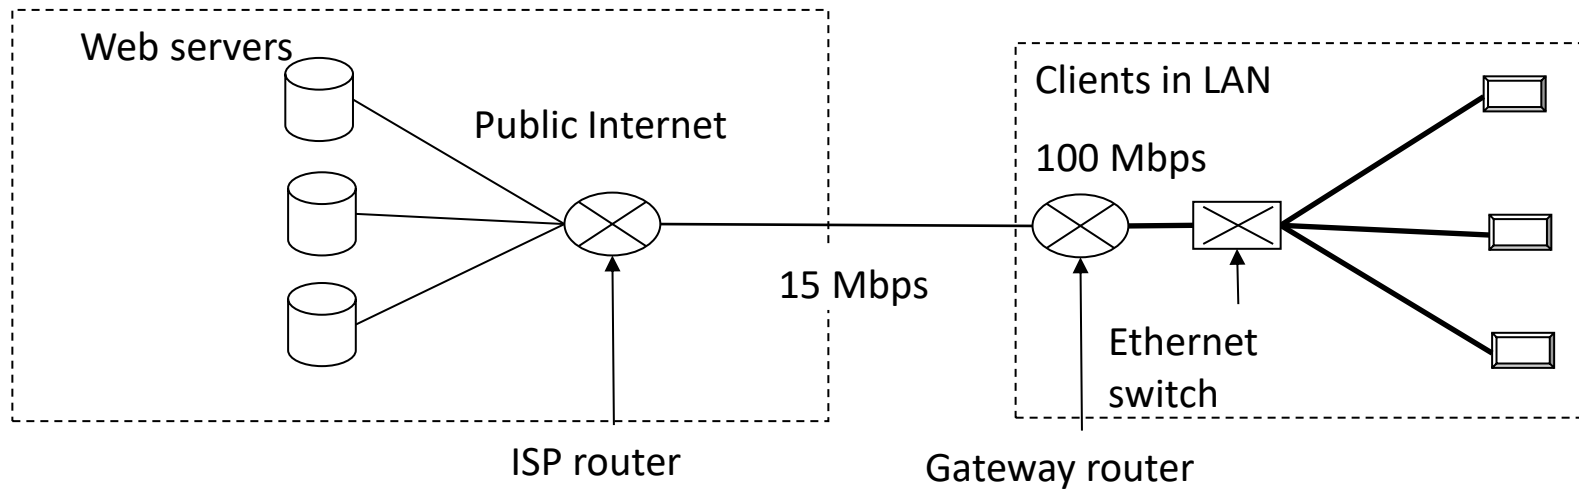 Web servers
Public Internet
Clients in LAN
100 Mbps
15 Mbps
Ethernet
switch
ISP router
Gateway router